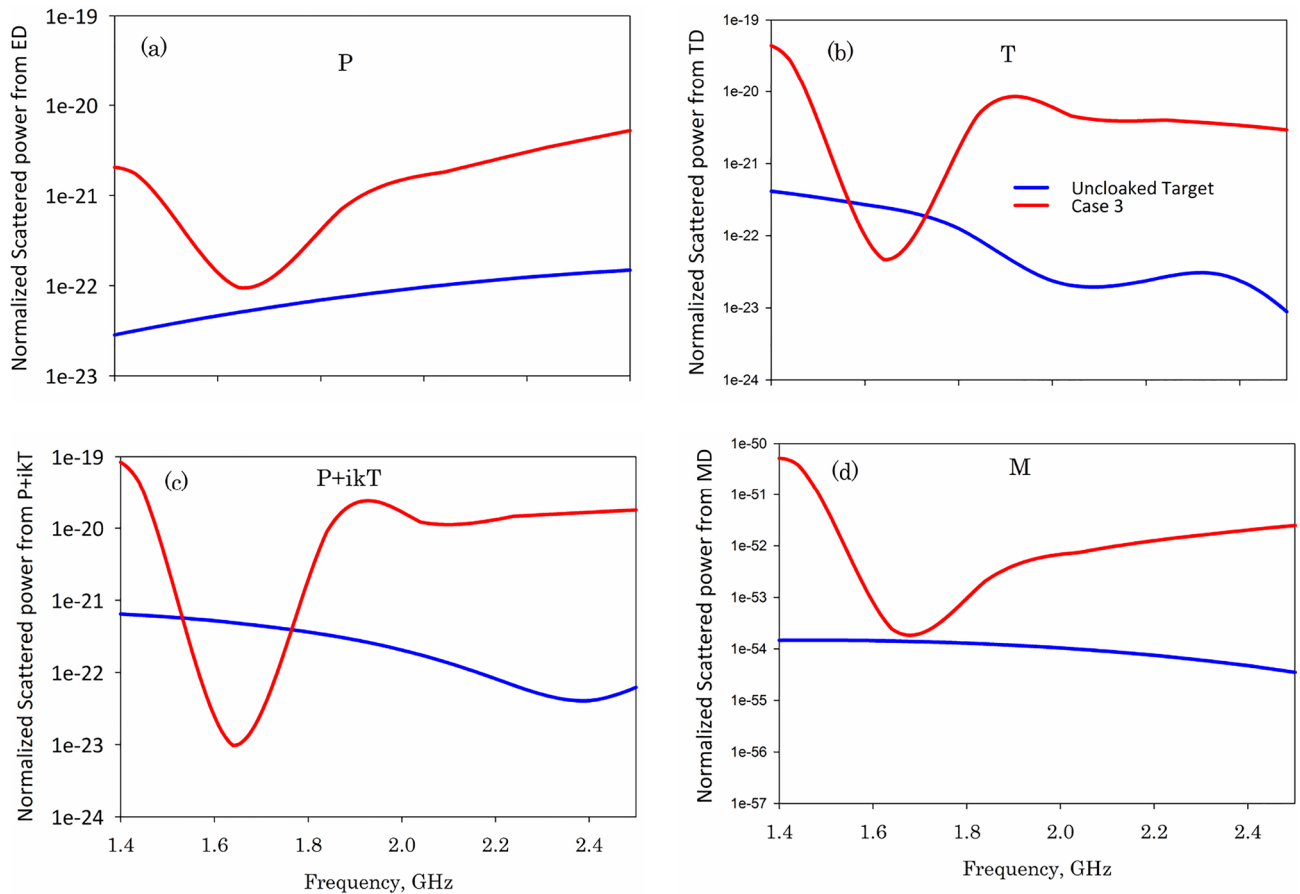 Normalized Scattered power from ED
1e-19
1e-20
1e-21
1e-22
1e-23
(a)
P
Normalized Scattered power from TD
1e-19
1e-20
1e-21
1e-22
1e-23
1e-24
(b)
T
Uncloaked Target
Case 3
Normalized Scattered power from P+ikT
1e-19
1e-20
1e-21
1e-22
1e-23
1e-24
(c)
P+ikT
1.4
1.6
1.8
2.0
2.2
2.4
Frequency, GHz
Normalized Scattered power from MD
1e-50
1e-51
1e-52
1e-53
1e-54
1e-55
1e-56
1e-57
(d)
M
1.4
1.6
1.8
2.0
2.2
2.4
Frequency, GHz